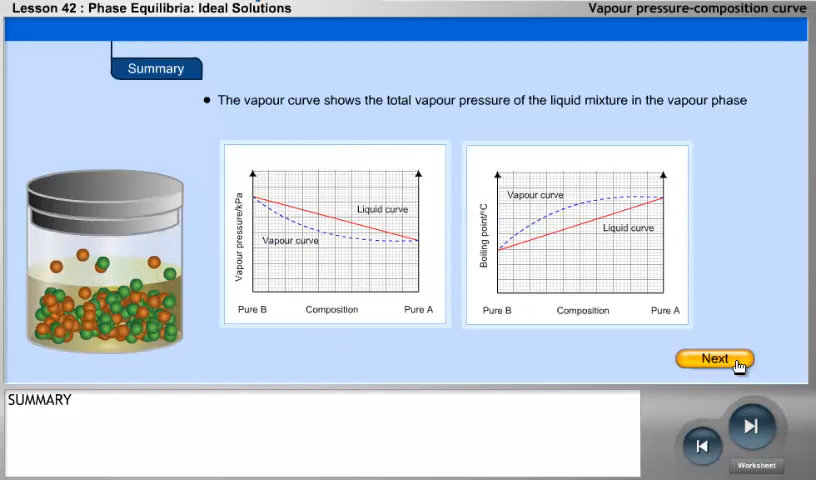 Lesson 42 : Phase Equilibria: Ideal Solutions
Vapour pressure-composition curve
Summary
● The vapour curve shows the total vapour pressure of the liquid mixture in the vapour phase
Vapour pressure/kPa
Liquid curve
Vapour curve
Pure B
Composition
Pure A
Boiling point/°C
Vapour curve
Liquid curve
Pure B
Composition
Pure A
Next
SUMMARY
Worksheet